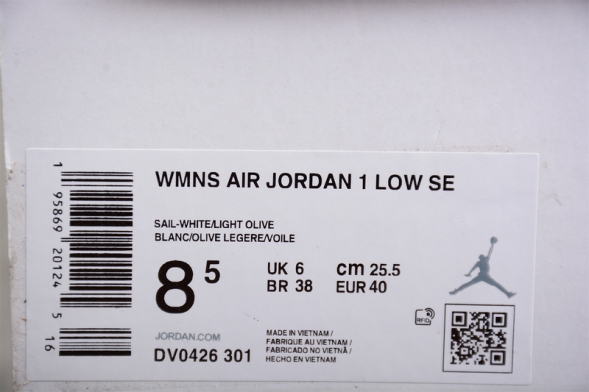 WMNS AIR JORDAN 1 LOW SE
SAIL-WHITE/LIGHT OLIVE
BLANC/OLIVE LEGERE/VOILE
8 5
UK 6 cm 25.5
BR 38 EUR 40
RFID
JORDAN.COM
DV0426 301
MADE IN VIETNAM /
FABRIQUE AU VIETNAM /
FABRICADO NO VIETNÃ /
HECHO EN VIETNAM
1 95869 20124 5
16